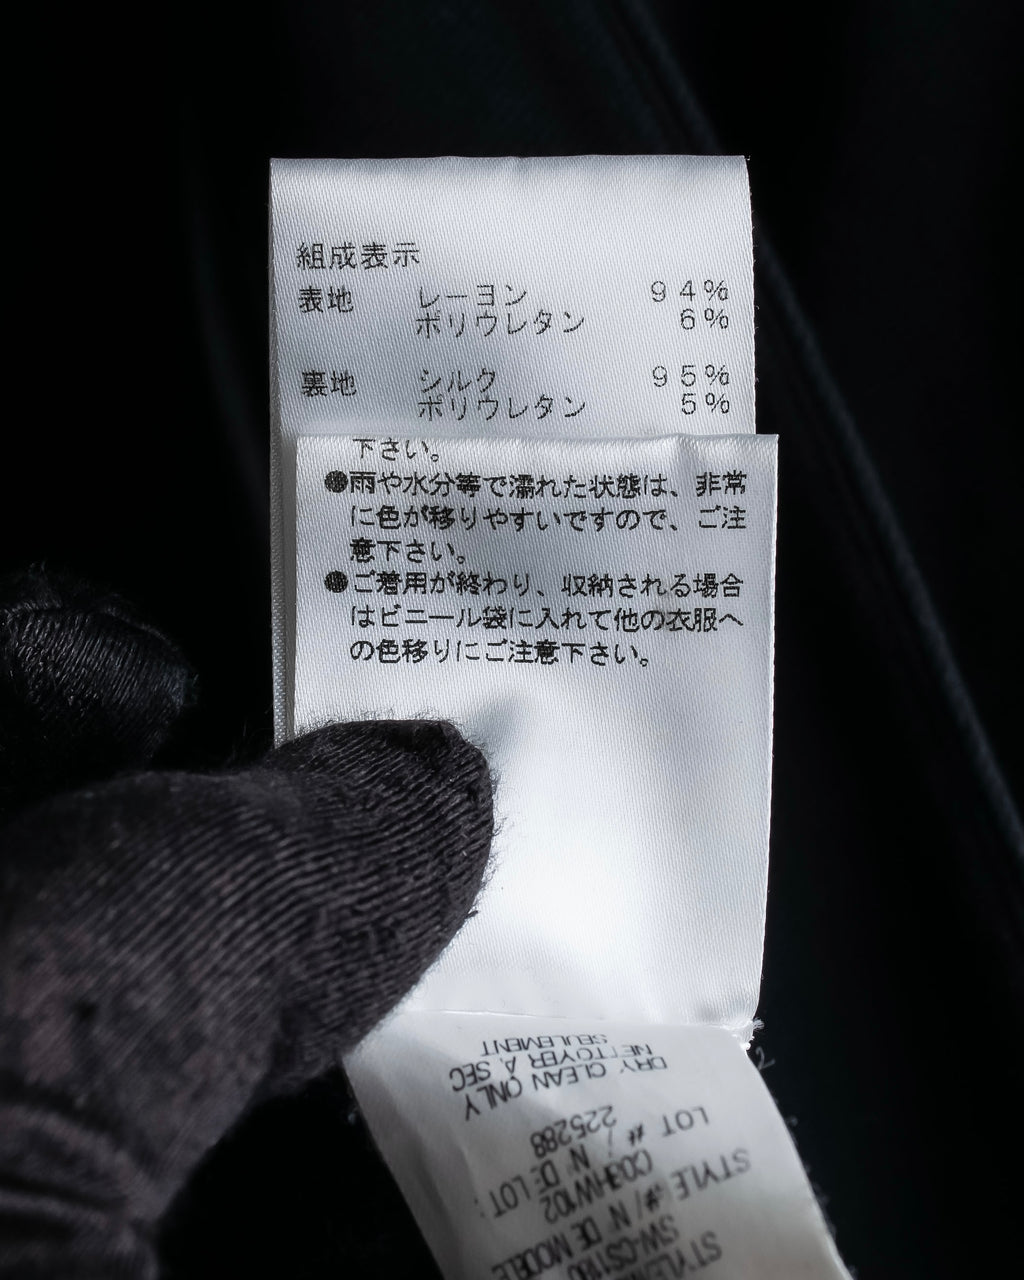 組成表示
表地 レーヨン 94%
ポリウレタン 6%
裏地 シルク 95%
ポリウレタン 5%
下さい。
●雨や水分等で濡れた状態は、非常
に色が移りやすいですので、ご注
意下さい。
●ご着用が終わり、収納される場合
はビニール袋に入れて他の衣服へ
の色移りにご注意下さい。
SEULEMENT
NETTOYER A SEC
DRY CLEAN ONLY
225288
LOT # / N DE LOT :
C03HW102
STYLE # / N DE MODELE
SW-CS1180